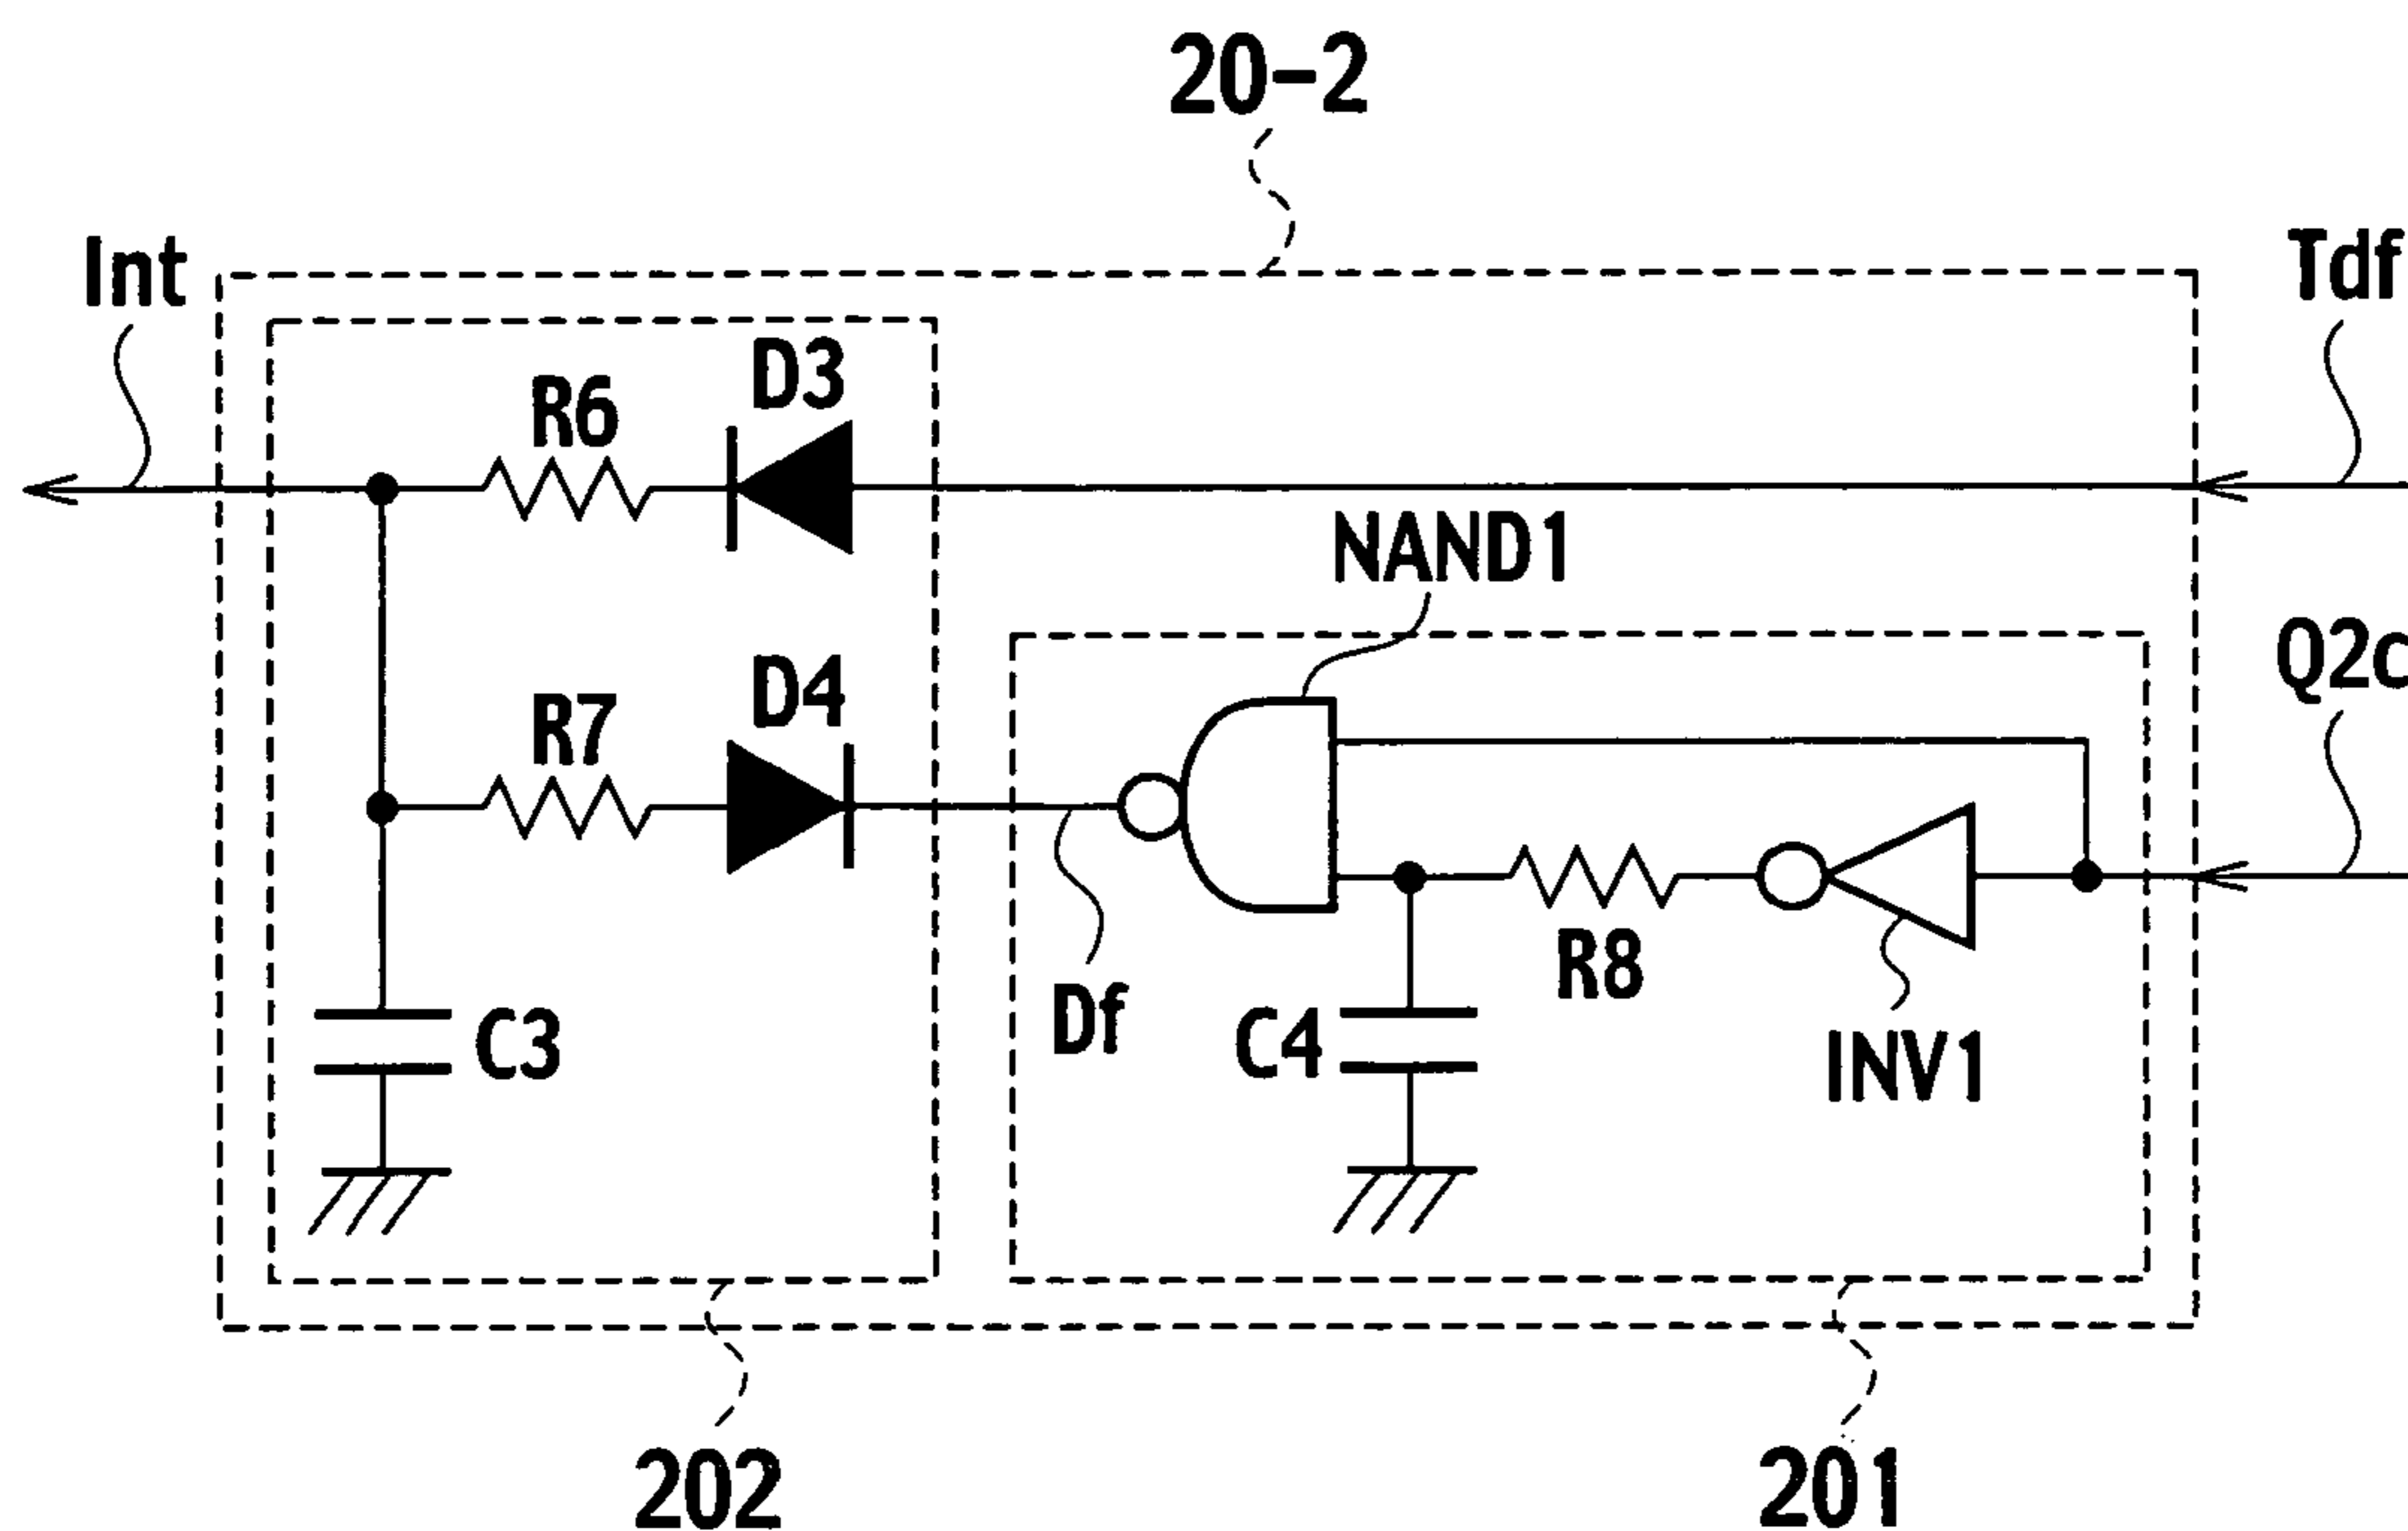 20-2
Int
Tdf
D3
R6
NAND1
Q2c
D4
R7
R8
Df
C3
C4
INV1
202
201